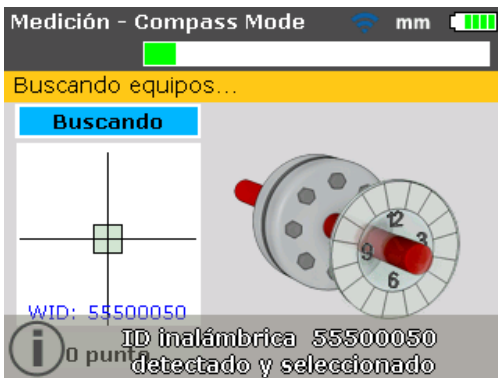 Medición - Compass Mode mm
Buscando equipos...
Buscando
12
3
9
6
WID: 55500050
ID inalámbrica 55500050
0 punto
detectado y seleccionado